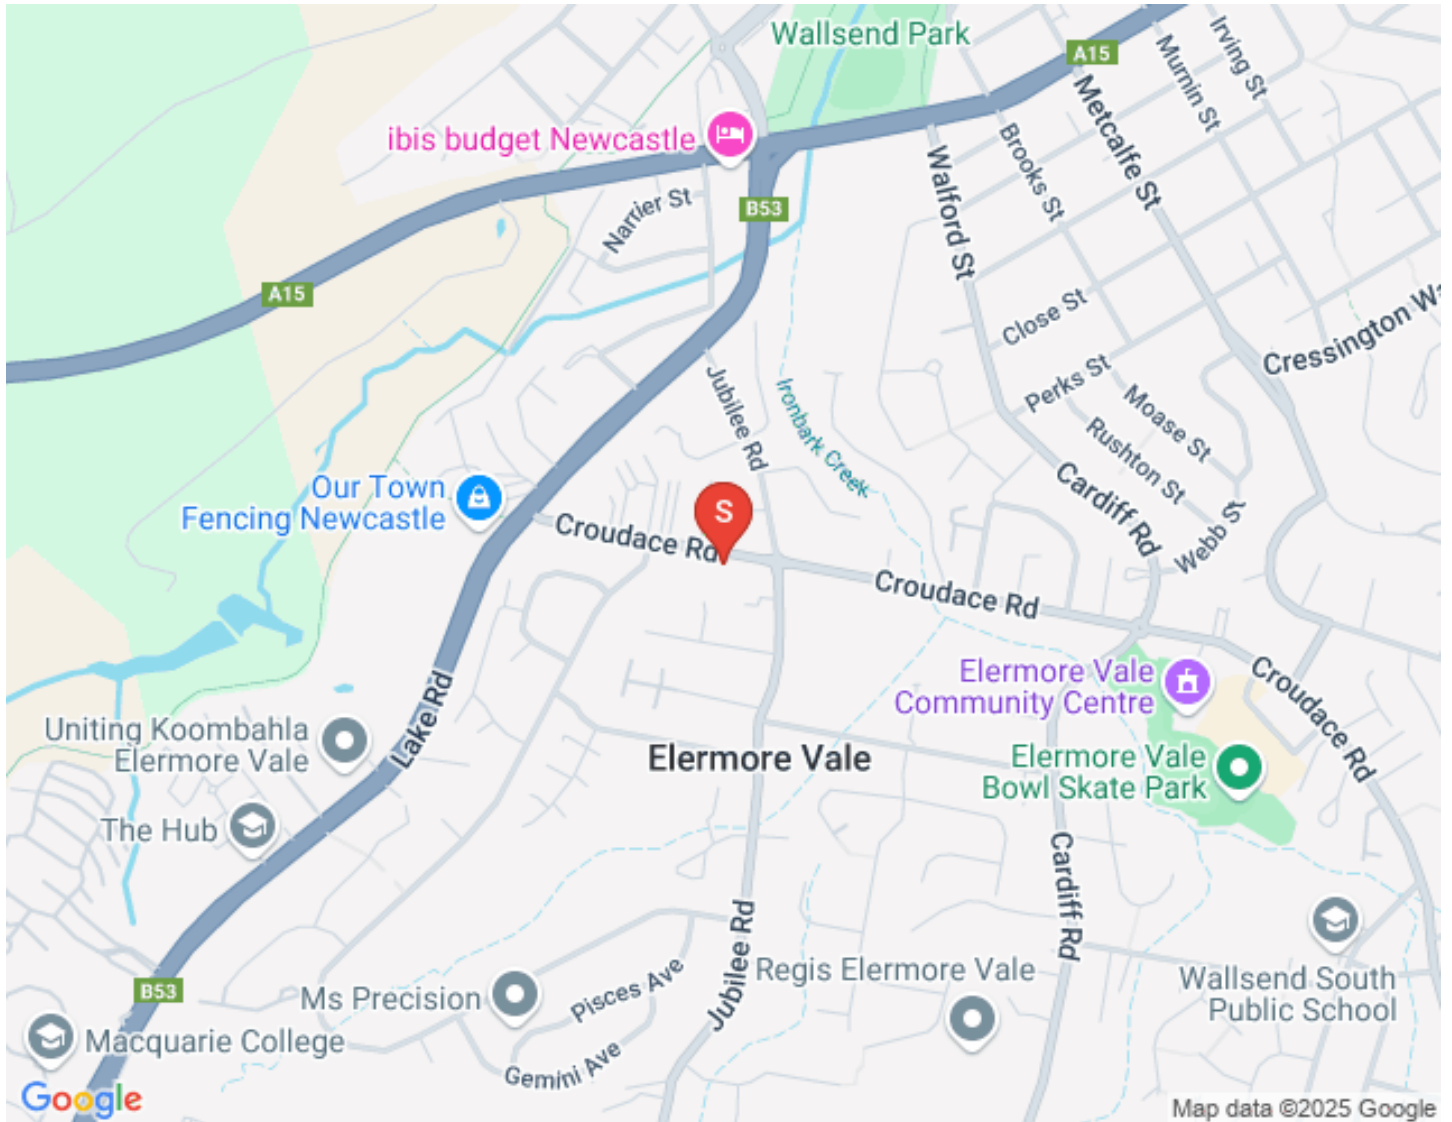 Wallsend Park
A15
Irving St
Murnin St
Metcalfe St
ibis budget Newcastle
Brooks St
Walford St
Narrier St
B53
A15
Close St
Cressington Wa
Perks St
Moase St
Rushton St
Jubilee Rd
Ironbark Creek
Our Town
Fencing Newcastle
S
Cardiff Rd
Webb St
Croudace Rd
Croudace Rd
Elermore Vale
Community Centre
Croudace Rd
Lake Rd
Uniting Koombahla
Elermore Vale
Elermore Vale
Elermore Vale
Bowl Skate Park
The Hub
Cardiff Rd
Jubilee Rd
Wallsend South
Public School
Regis Elermore Vale
Pisces Ave
Ms Precision
B53
Macquarie College
Gemini Ave
Google
Map data ©2025 Google